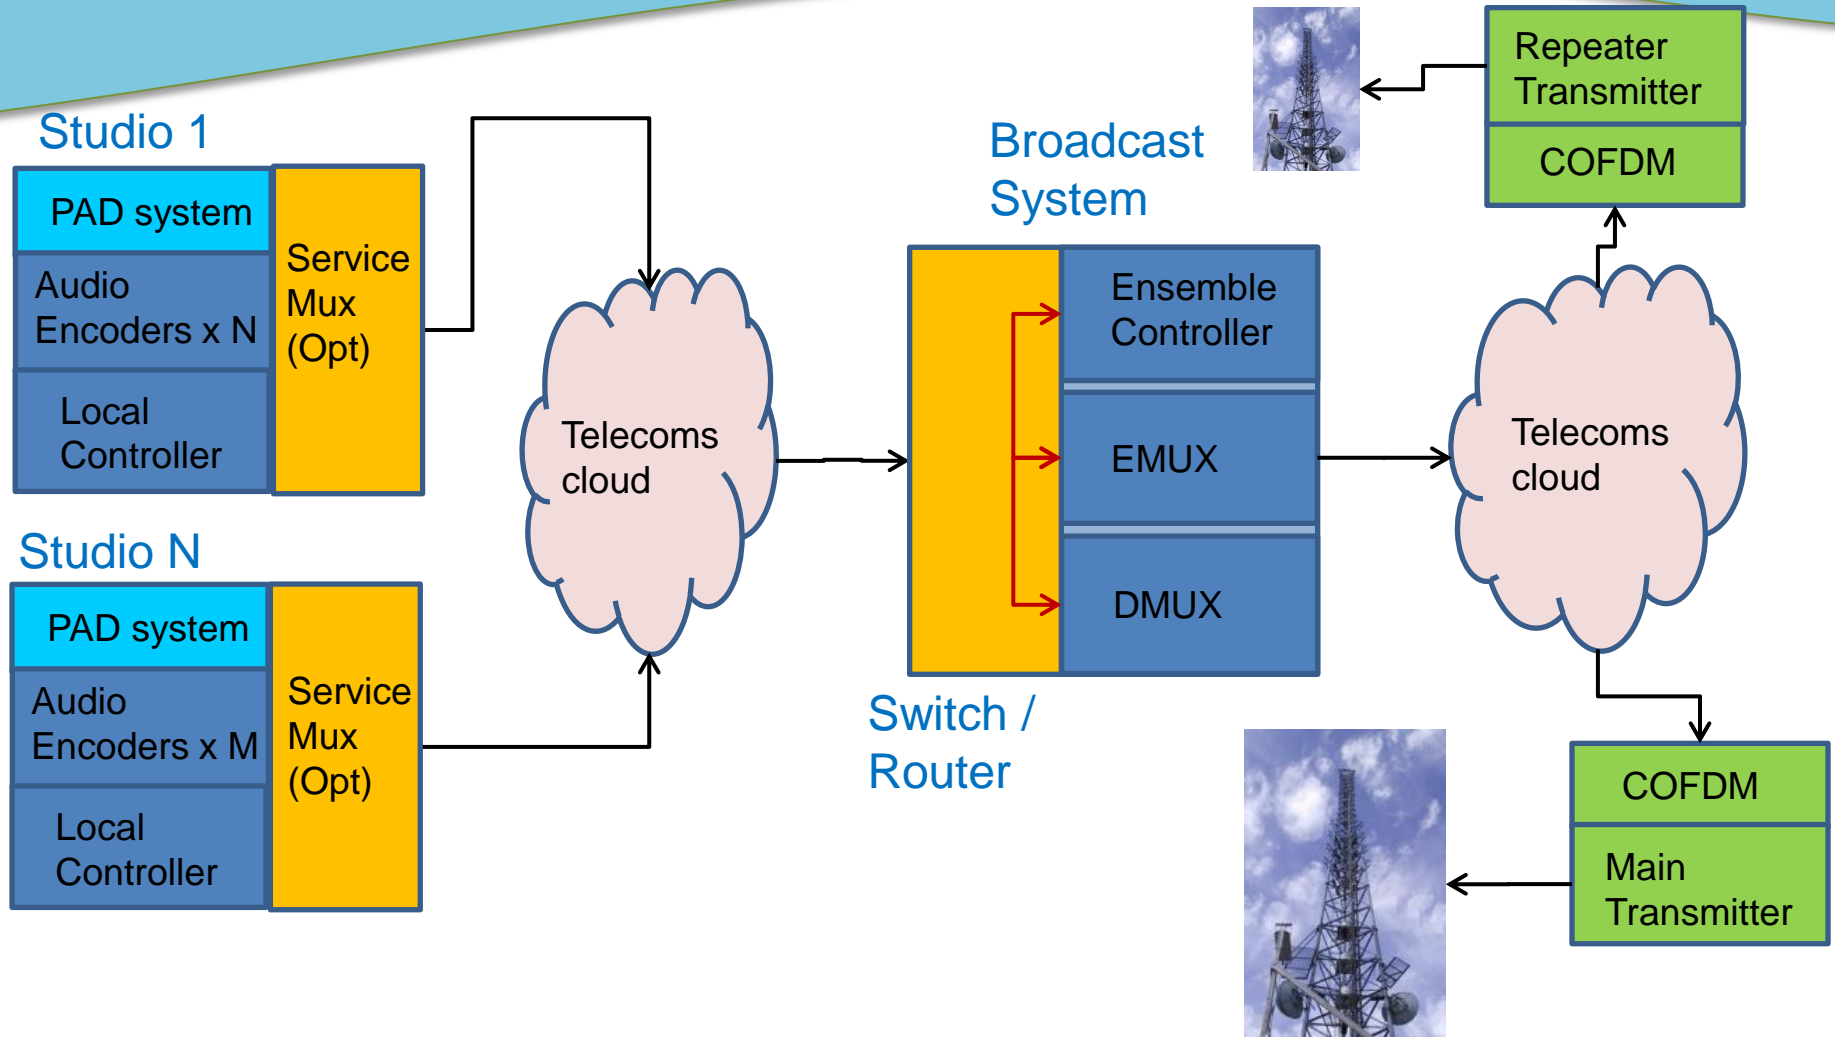 Studio 1
PAD system
Audio
Encoders x N
Local
Controller
Service
Mux
(Opt)
Studio N
PAD system
Audio
Encoders x M
Local
Controller
Service
Mux
(Opt)
Telecoms
cloud
Broadcast
System
Ensemble
Controller
EMUX
DMUX
Switch /
Router
Telecoms
cloud
Repeater
Transmitter
COFDM
COFDM
Main
Transmitter